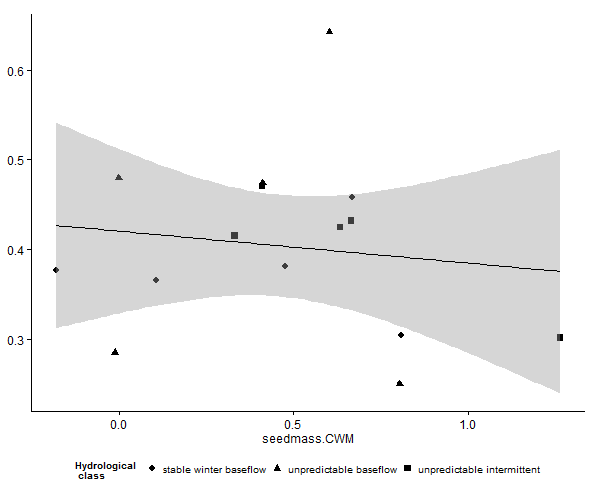 0.6
0.5
0.4
0.3
0.0 0.5 1.0
seedmass.CWM
Hydrological
class
stable winter baseflow unpredictable baseflow unpredictable intermittent